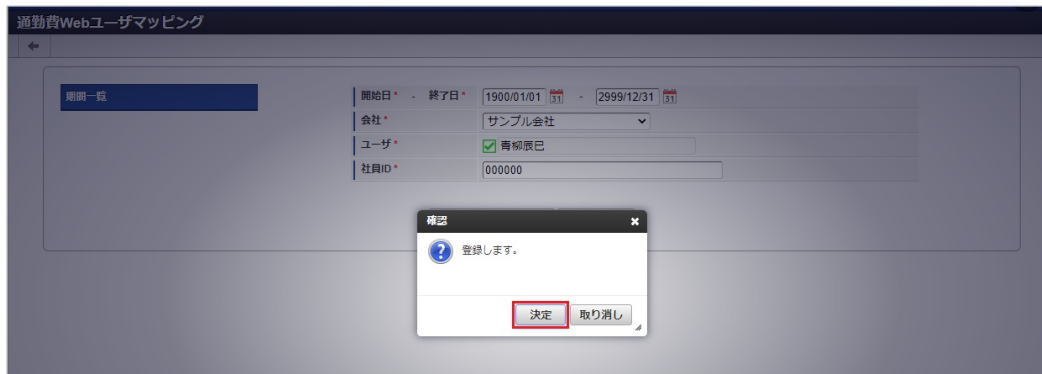 通勤費Webユーザマッピング
期間一覧
開始日* - 終了日* 1900/01/01 31 - 2999/12/31 31
会社* サンプル会社
ユーザ* 青柳辰巳
社員ID* 000000
確認
登録します。
決定 取り消し